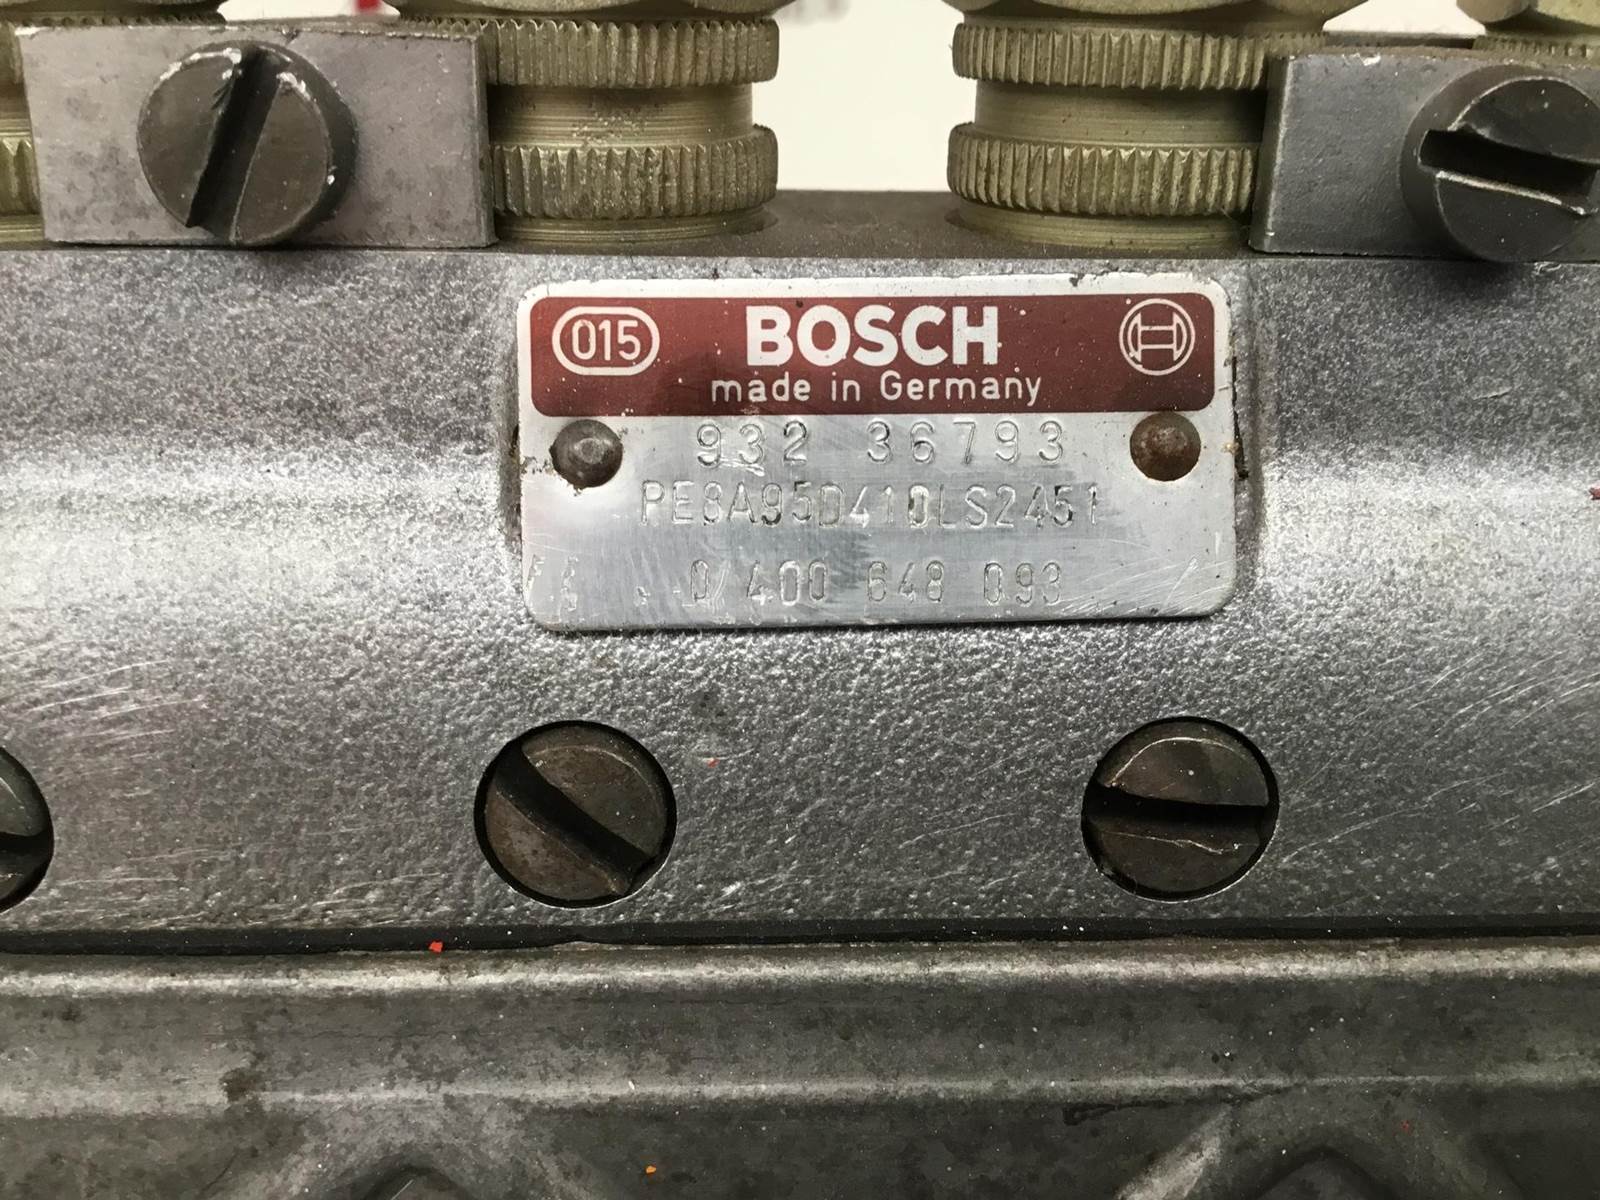 015 BOSCH
made in Germany
932 36793
PE8A95D410LS2451
0 400 648 093